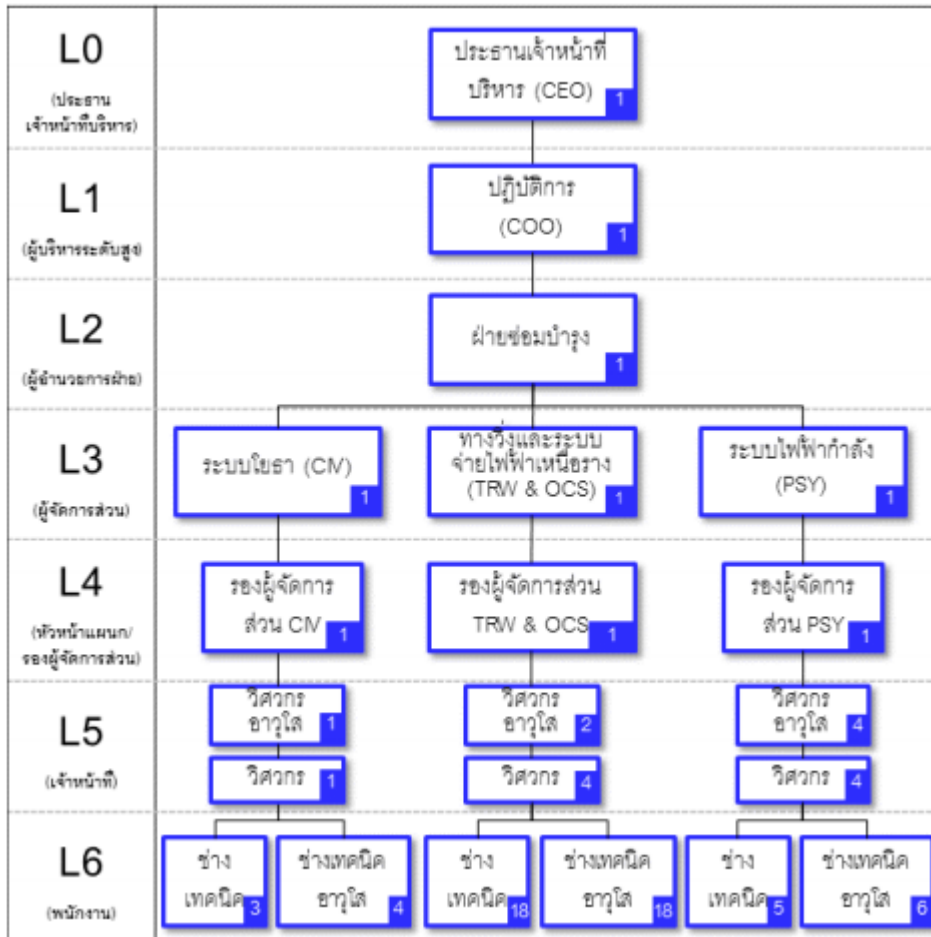 L0
(ประธาน
เจ้าหน้าที่บริหาร)
ประธานเจ้าหน้าที่
บริหาร (CEO)
1
L1
(ผู้บริหารระดับสูง)
ปฏิบัติการ
(COO)
1
L2
(ผู้อำนวยการฝ่าย)
ฝ่ายซ่อมบำรุง
1
L3
(ผู้จัดการส่วน)
ระบบโยธา (CIV)
1
ทางวิ่งและระบบ
จ่ายไฟฟ้าเหนือราง
(TRW & OCS)
1
ระบบไฟฟ้ากำลัง
(PSY)
1
L4
(หัวหน้าแผนก/
รองผู้จัดการส่วน)
รองผู้จัดการ
ส่วน CIV
1
รองผู้จัดการส่วน
TRW & OCS
1
รองผู้จัดการ
ส่วน PSY
1
L5
(เจ้าหน้าที่)
วิศวกร
อาวุโส
1
วิศวกร
อาวุโส
2
วิศวกร
อาวุโส
4
วิศวกร
1
วิศวกร
4
วิศวกร
4
L6
(พนักงาน)
ช่าง
เทคนิค
3
ช่างเทคนิค
อาวุโส
4
ช่าง
เทคนิค
18
ช่างเทคนิค
อาวุโส
18
ช่าง
เทคนิค
5
ช่างเทคนิค
อาวุโส
6